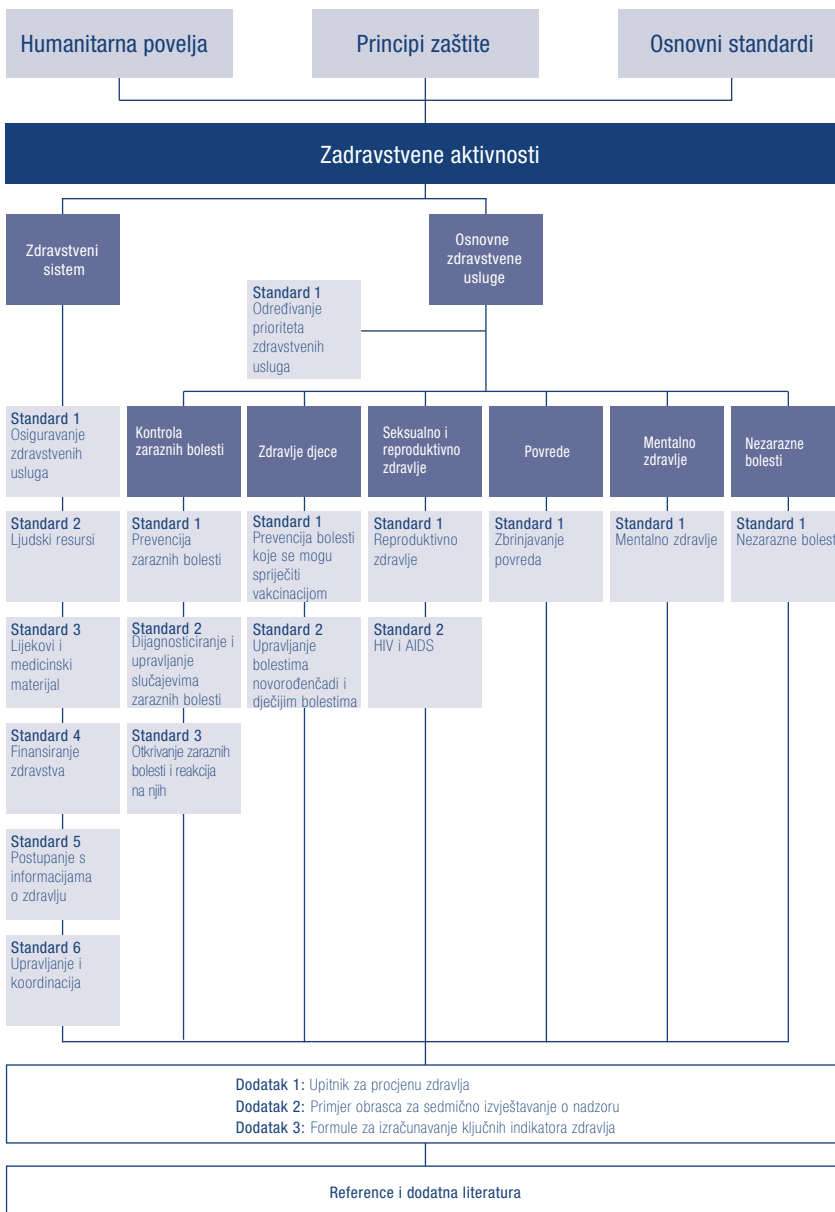 Humanitarna povelja
Principi zaštite
Osnovni standardi
Zadravstvene aktivnosti
Zdravstveni
sistem
Osnovne
zdravstvene
usluge
Standard 1
Određivanje
prioriteta
zdravstvenih
usluga
Standard 1
Osiguravanje
zdravstvenih
usluga
Standard 2
Ljudski resursi
Standard 3
Lijekovi i
medicinski
materijal
Standard 4
Finansiranje
zdravstva
Standard 5
Postupanje s
informacijama
o zdravlju
Standard 6
Upravljanje i
koordinacija
Kontrola
zaraznih bolesti
Standard 1
Prevencija
zaraznih bolesti
Standard 2
Dijagnosticiranje i
upravljanje
slučajevima
zaraznih bolesti
Standard 3
Otkrivanje zaraznih
bolesti i reakcija
na njih
Zdravlje djece
Standard 1
Prevencija bolesti
koje se mogu
spriječiti
vakcinacijom
Standard 2
Upravljanje
bolestima
novorođenčadi i
dječijim bolestima
Seksualno i
reproduktivno
zdravlje
Standard 1
Reproduktivno
zdravlje
Standard 2
HIV i AIDS
Povrede
Standard 1
Zbrinjavanje
povreda
Mentalno
zdravlje
Standard 1
Mentalno zdravlje
Nezarazne
bolesti
Standard 1
Nezarazne bolest
Dodatak 1: Upitnik za procjenu zdravlja
Dodatak 2: Primjer obrasca za sedmično izvještavanje o nadzoru
Dodatak 3: Formule za izračunavanje ključnih indikatora zdravlja
Reference i dodatna literatura